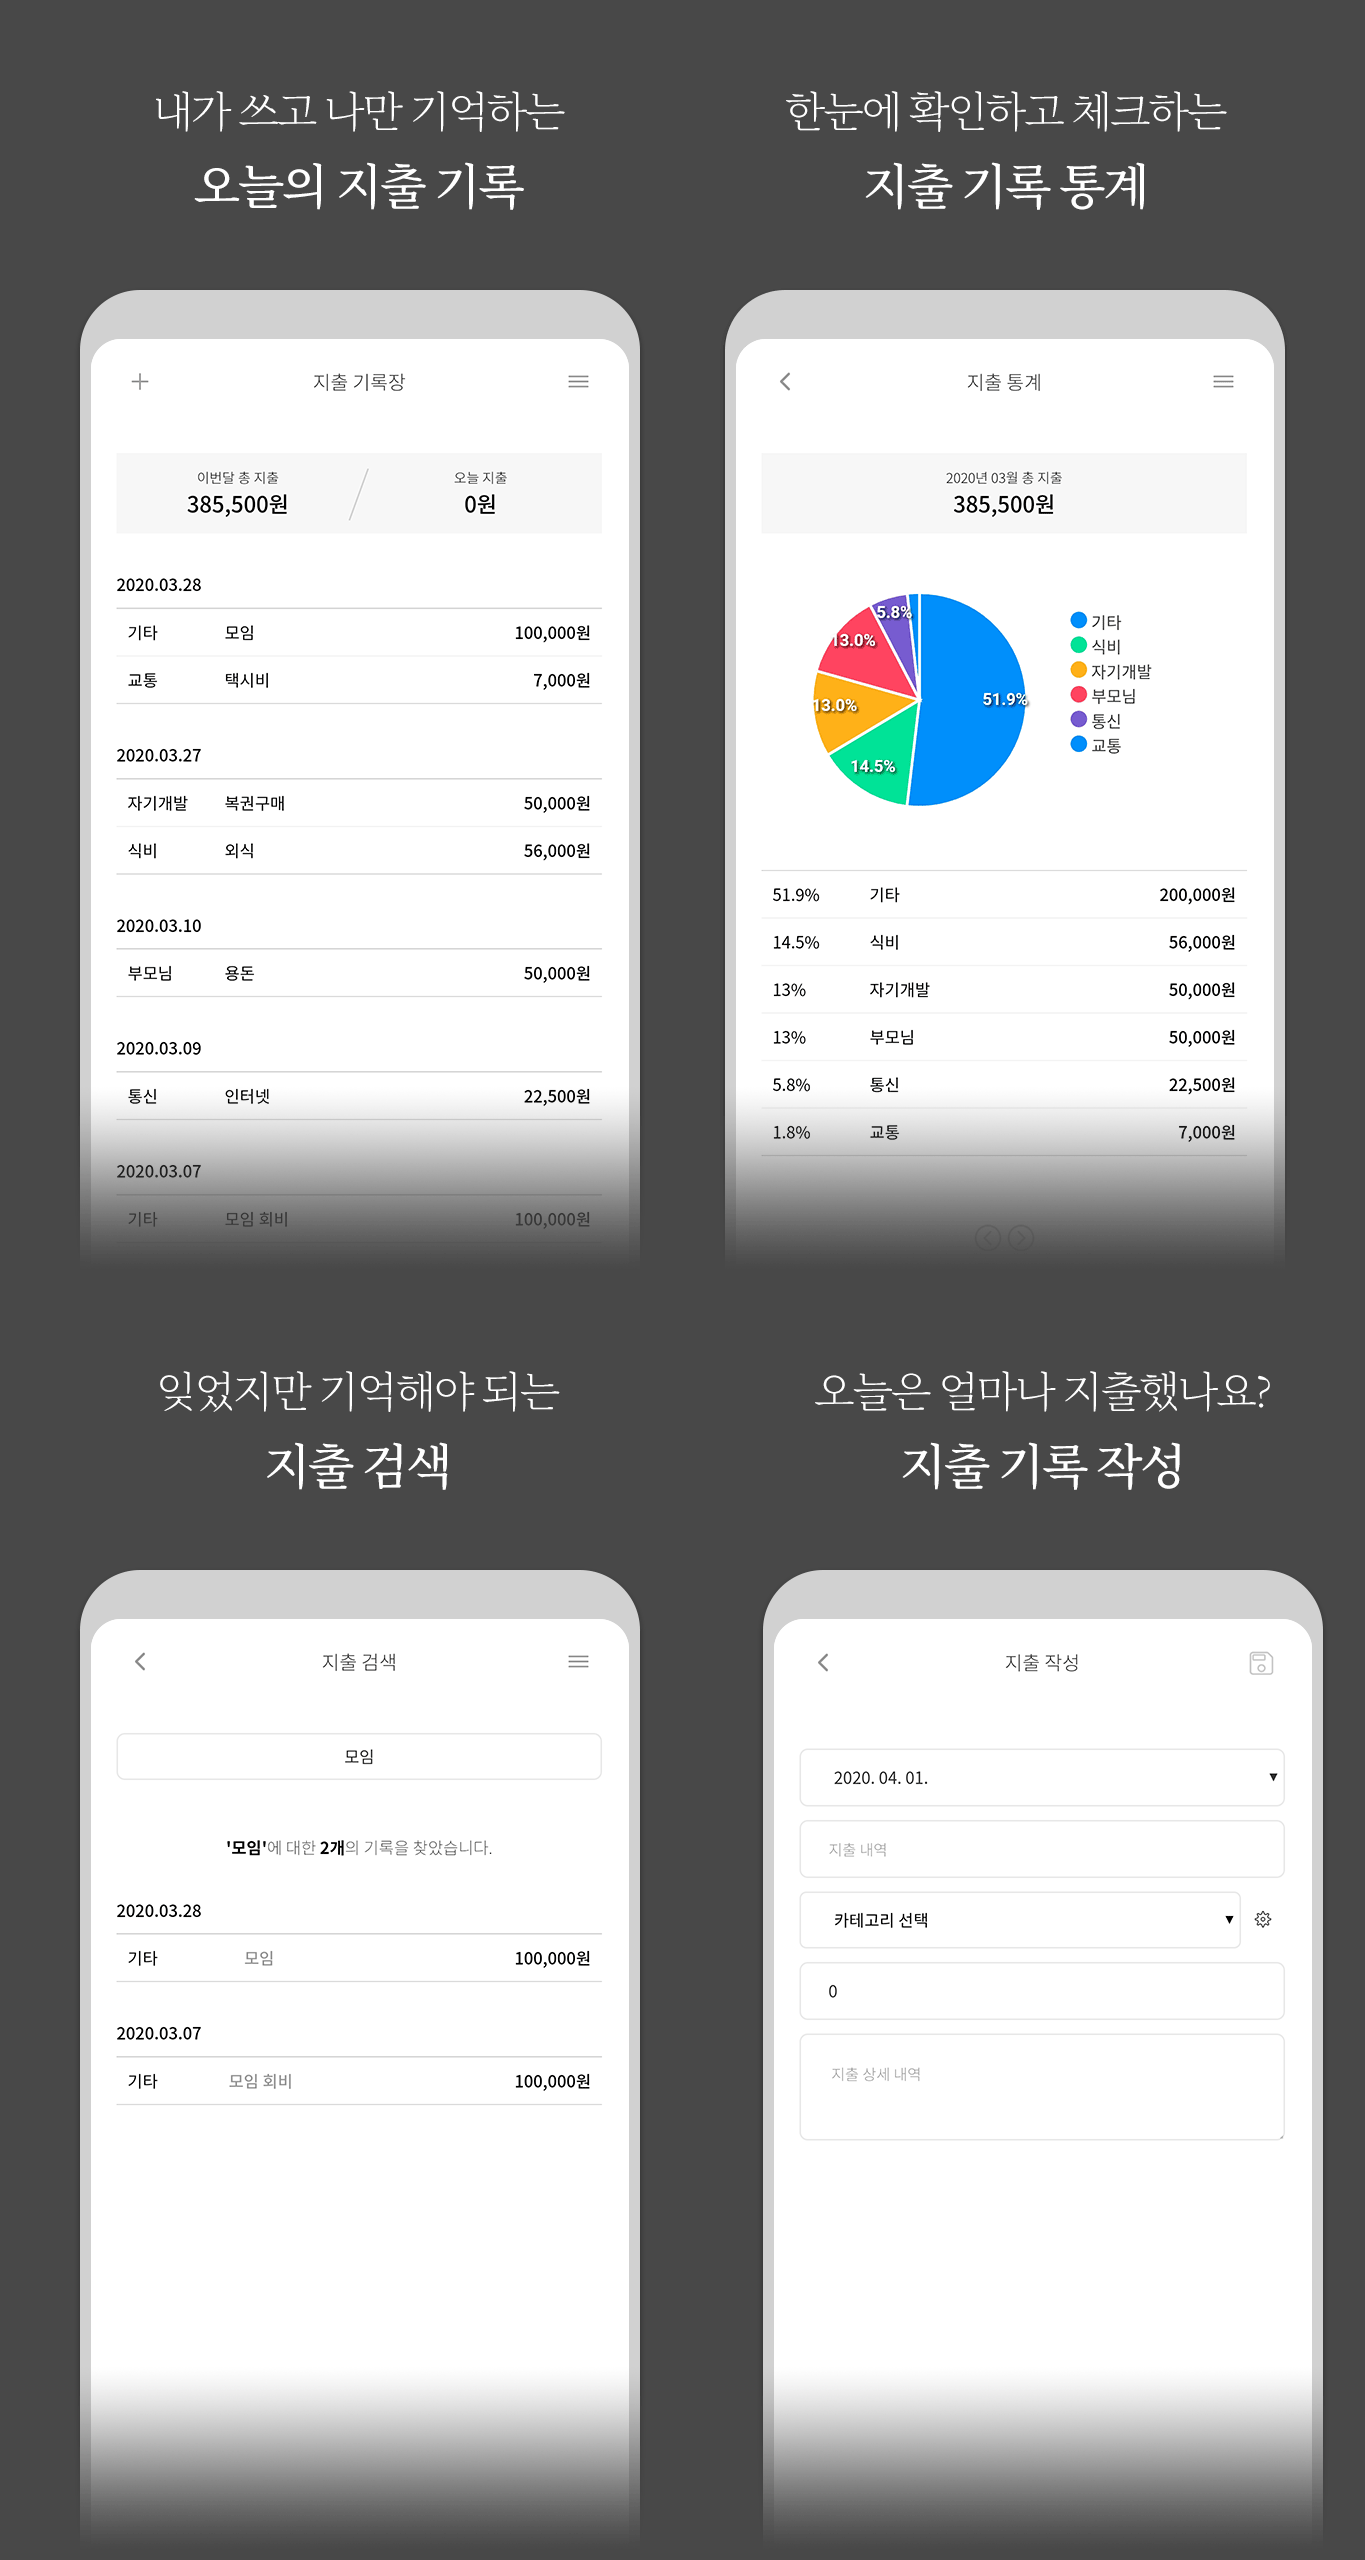 내가 쓰고 나만 기억하는
오늘의 지출 기록
지출 기록장
이번달 총 지출
385,500원
오늘 지출
0원
2020.03.28
기타 모임 100,000원
교통 택시비 7,000원
2020.03.27
자기개발 복권구매 50,000원
식비 외식 56,000원
2020.03.10
부모님 용돈 50,000원
2020.03.09
통신 인터넷 22,500원
2020.03.07
기타 모임 회비 100,000원
한눈에 확인하고 체크하는
지출 기록 통계
지출 통계
2020년 03월 총 지출
385,500원
5.8%
13.0%
13.0%
14.5%
51.9%
기타
식비
자기개발
부모님
통신
교통
51.9% 기타 200,000원
14.5% 식비 56,000원
13% 자기개발 50,000원
13% 부모님 50,000원
5.8% 통신 22,500원
1.8% 교통 7,000원
잊었지만 기억해야 되는
지출 검색
지출 검색
모임
'모임'에 대한 2개의 기록을 찾았습니다.
2020.03.28
기타 모임 100,000원
2020.03.07
기타 모임 회비 100,000원
오늘은 얼마나 지출했나요?
지출 기록 작성
지출 작성
2020. 04. 01.
지출 내역
카테고리 선택
0
지출 상세 내역